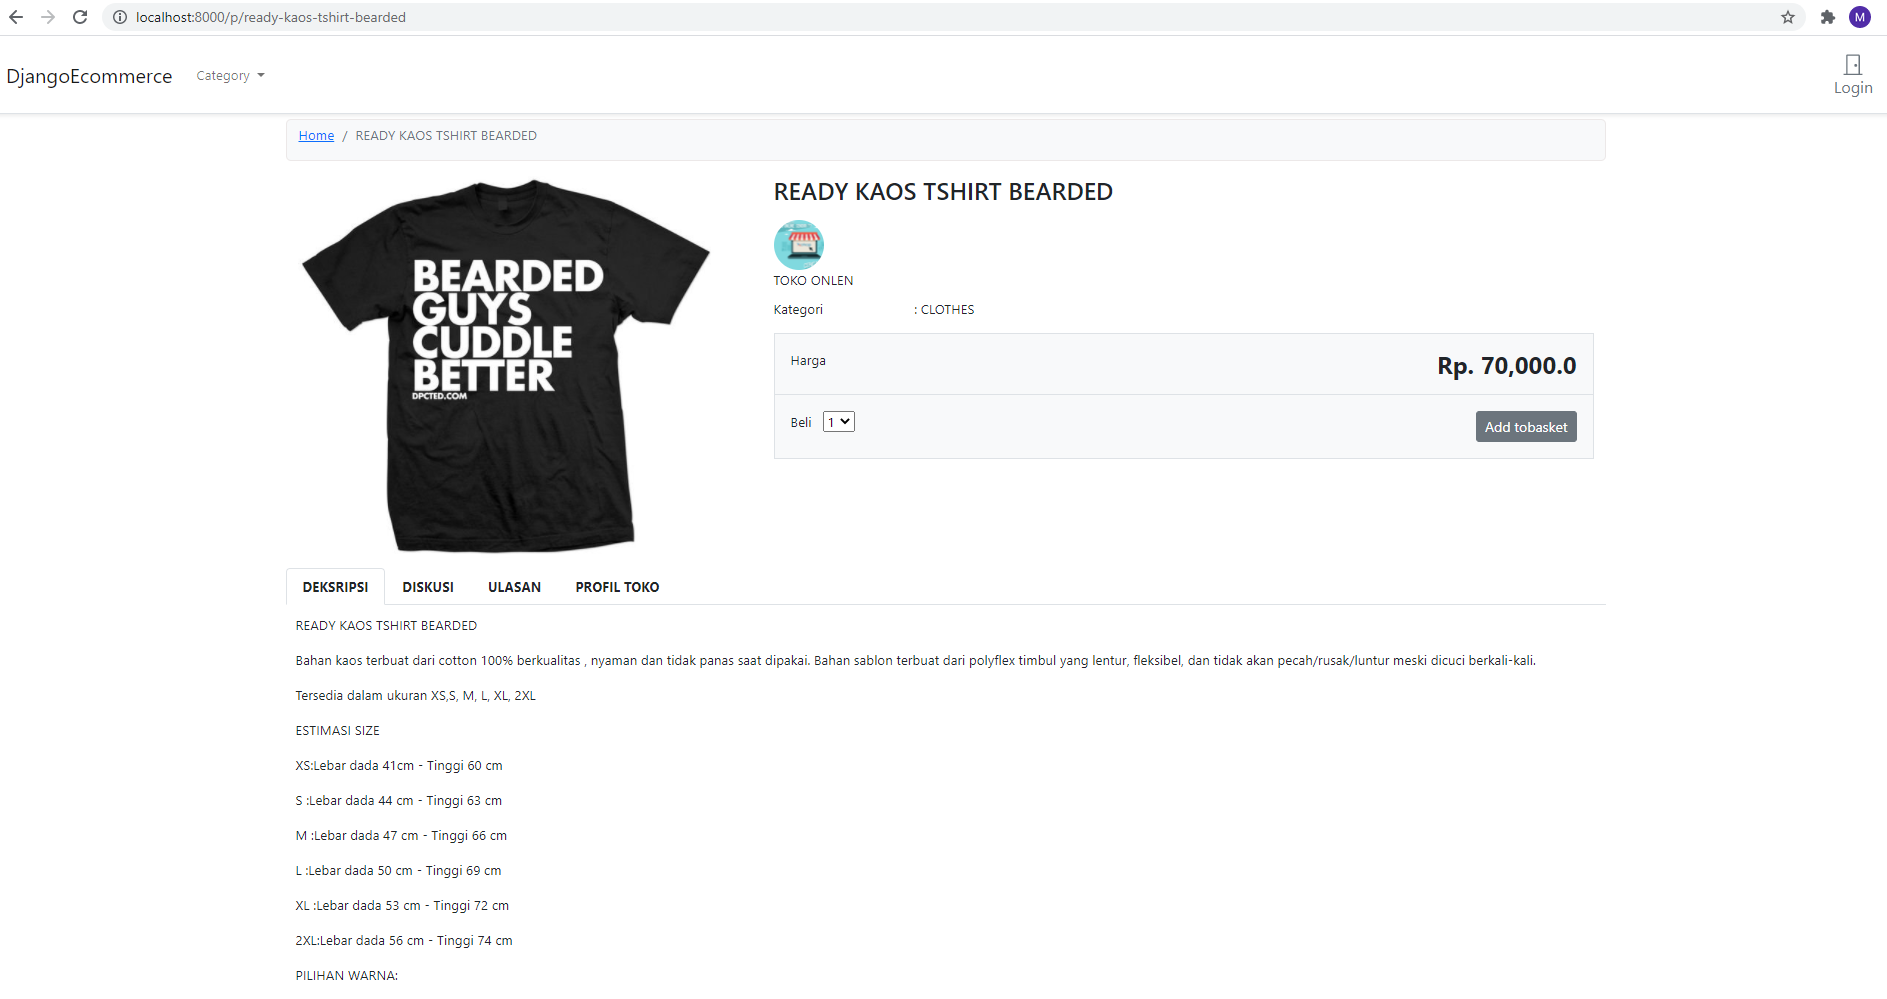 localhost:8000/p/ready-kaos-tshirt-bearded
M
DjangoEcommerce
Category
Login
Home / READY KAOS TSHIRT BEARDED
BEARDED
GUYS
CUDDLE
BETTER
DPCTED.COM
READY KAOS TSHIRT BEARDED
TOKO ONLEN
Kategori : CLOTHES
Harga Rp. 70,000.0
Beli 1 Add tobasket
DEKSRIPSI DISKUSI ULASAN PROFIL TOKO
READY KAOS TSHIRT BEARDED
Bahan kaos terbuat dari cotton 100% berkualitas , nyaman dan tidak panas saat dipakai. Bahan sablon terbuat dari polyflex timbul yang lentur, fleksibel, dan tidak akan pecah/rusak/luntur meski dicuci berkali-kali.
Tersedia dalam ukuran XS,S, M, L, XL, 2XL
ESTIMASI SIZE
XS:Lebar dada 41cm - Tinggi 60 cm
S :Lebar dada 44 cm - Tinggi 63 cm
M :Lebar dada 47 cm - Tinggi 66 cm
L :Lebar dada 50 cm - Tinggi 69 cm
XL :Lebar dada 53 cm - Tinggi 72 cm
2XL:Lebar dada 56 cm - Tinggi 74 cm
PILIHAN WARNA: